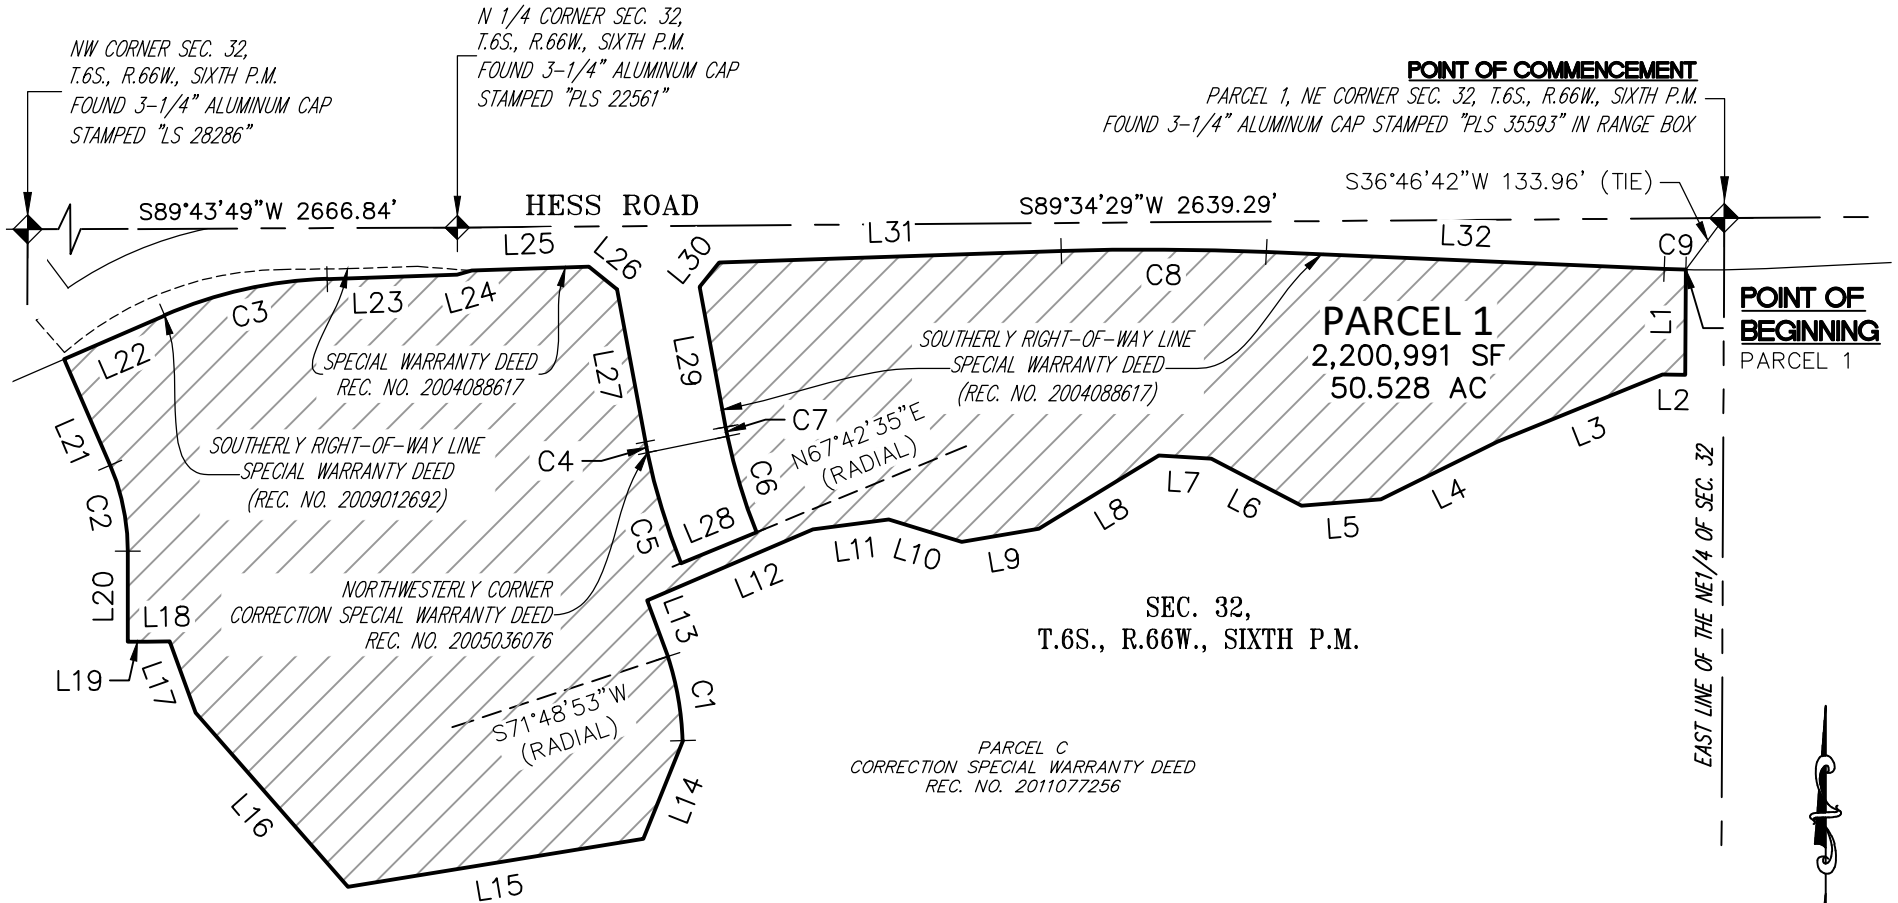 N 1/4 CORNER SEC. 32,
T.6S., R.66W., SIXTH P.M.
FOUND 3-1/4" ALUMINUM CAP
STAMPED "PLS 22561"
NW CORNER SEC. 32,
T.6S., R.66W., SIXTH P.M.
FOUND 3-1/4" ALUMINUM CAP
STAMPED "LS 28286"
POINT OF COMMENCEMENT
PARCEL 1, NE CORNER SEC. 32, T.6S., R.66W., SIXTH P.M.
FOUND 3-1/4" ALUMINUM CAP STAMPED "PLS 35593" IN RANGE BOX
S36°46'42"W 133.96' (TIE)
S89°43'49"W 2666.84'
HESS ROAD
S89°34'29"W 2639.29'
L25
L26
L30
L31
C8
L32
C9
L1
POINT OF
BEGINNING
PARCEL 1
C3
L23
L24
L22
SPECIAL WARRANTY DEED
REC. NO. 2004088617
L27
L29
SOUTHERLY RIGHT-OF-WAY LINE
SPECIAL WARRANTY DEED
(REC. NO. 2004088617)
PARCEL 1
2,200,991 SF
50.528 AC
L2
L3
L21
SOUTHERLY RIGHT-OF-WAY LINE
SPECIAL WARRANTY DEED
(REC. NO. 2009012692)
C4
C7
N67°42'35"E
(RADIAL)
C6
L8
L7
L6
L5
L4
C2
C5
L28
L12
L11
L10
L9
EAST LINE OF THE NE1/4 OF SEC. 32
L20
L18
NORTHWESTERLY CORNER
CORRECTION SPECIAL WARRANTY DEED
REC. NO. 2005036076
L13
SEC. 32,
T.6S., R.66W., SIXTH P.M.
L19
L17
S71°48'53"W
(RADIAL)
C1
PARCEL C
CORRECTION SPECIAL WARRANTY DEED
REC. NO. 2011077256
L16
L14
L15